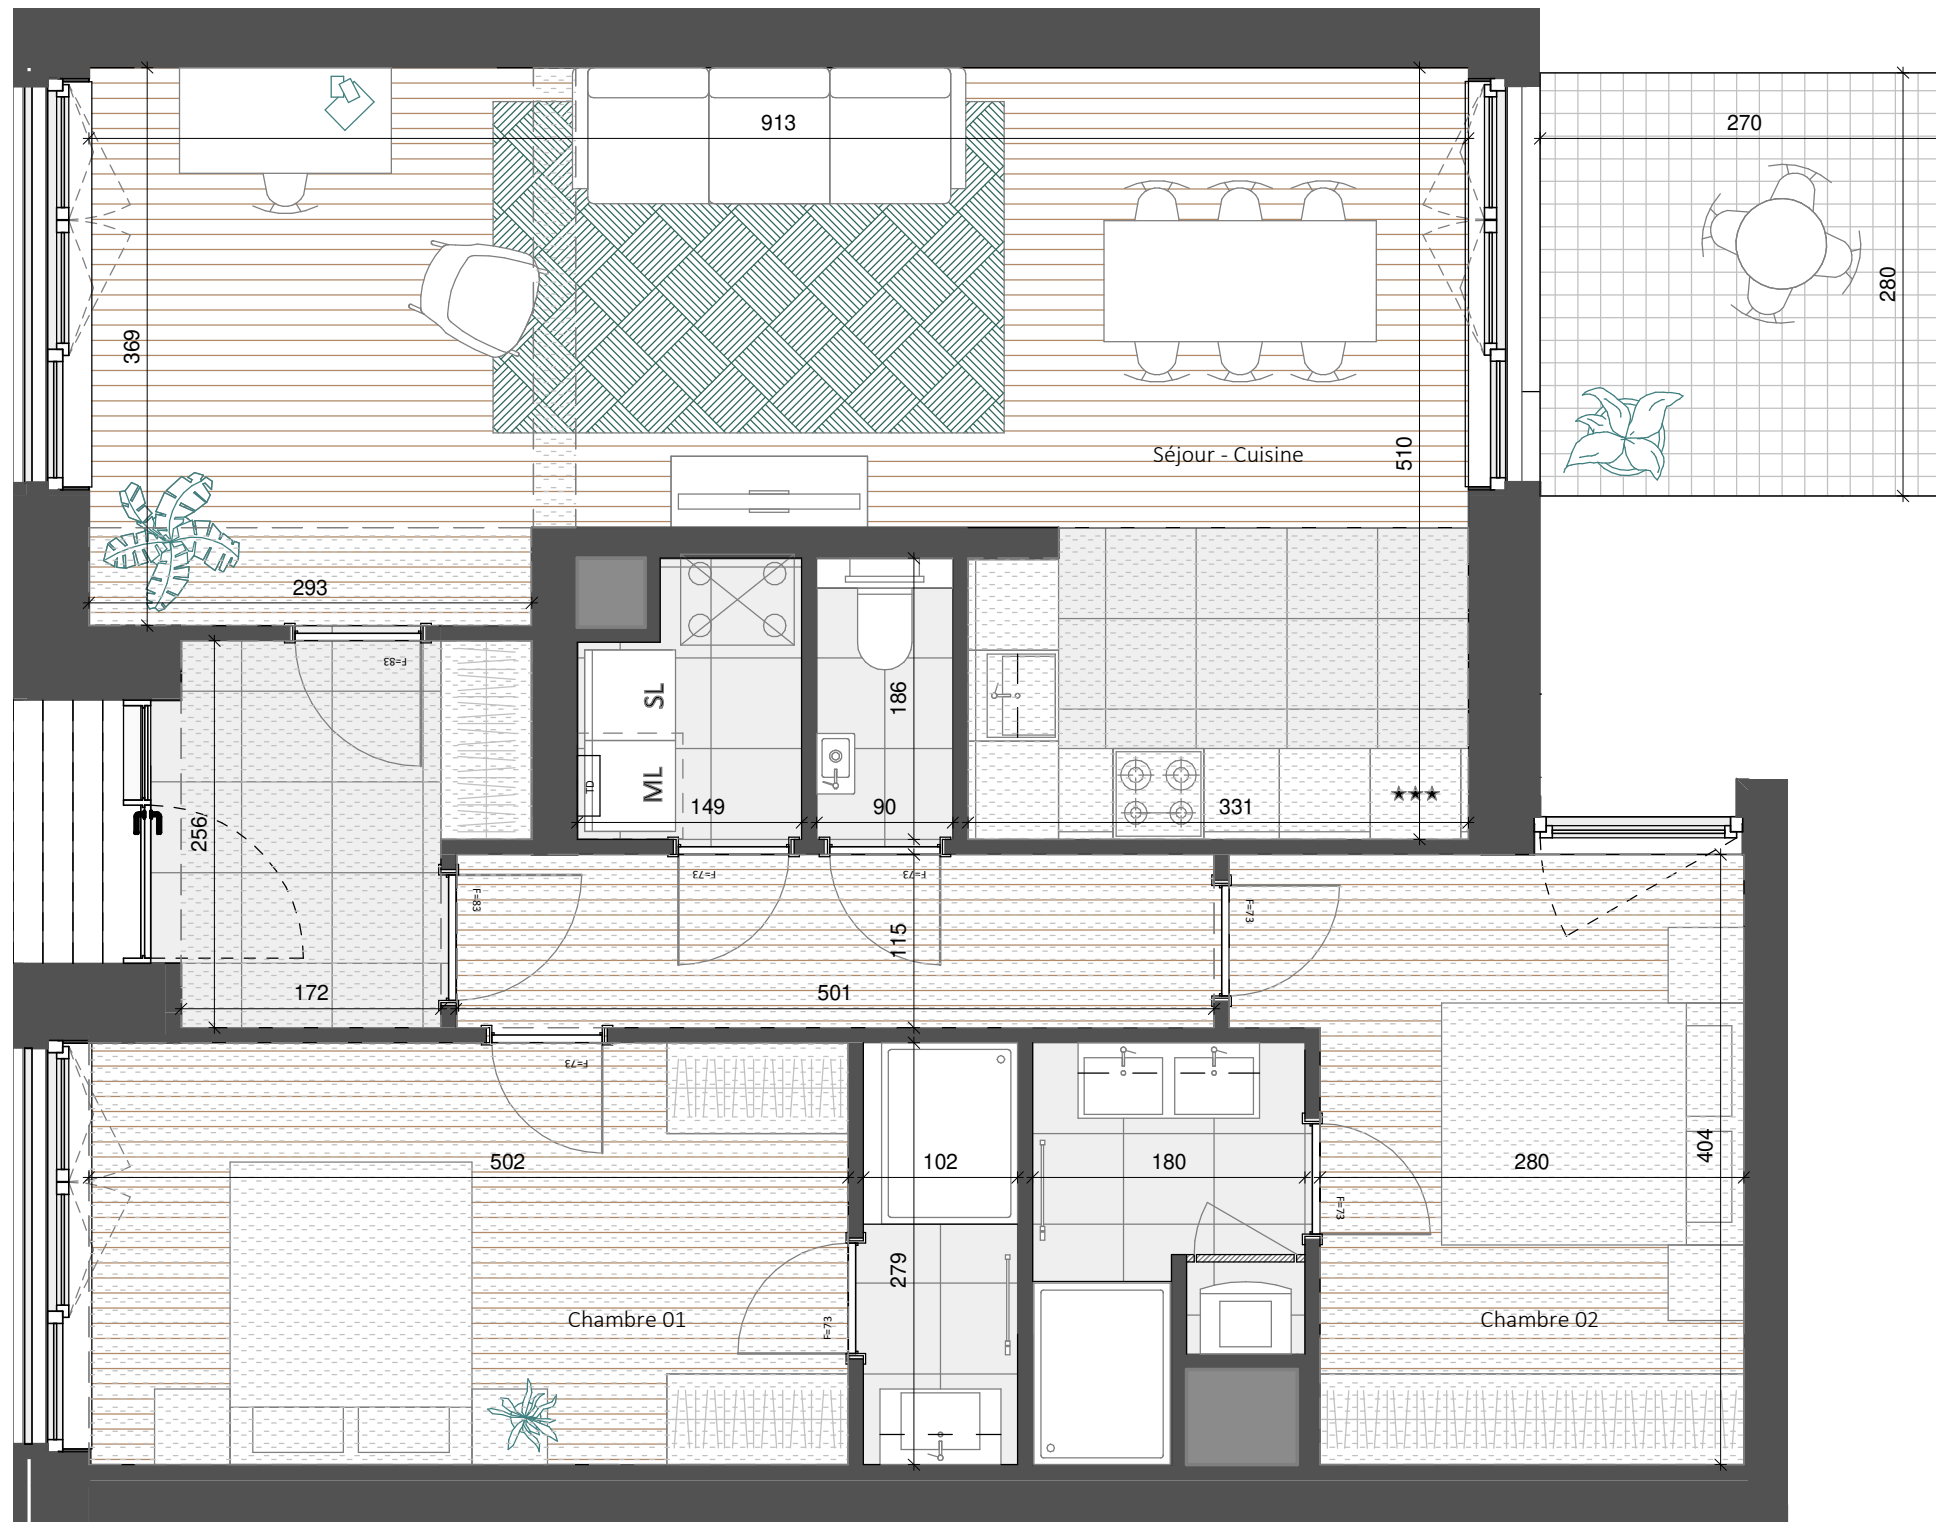 913
270
369
280
Séjour - Cuisine
510
293
F=83
SL
186
ML
TD
149
90
331
★★★
256
F=73
F=73
F=83
F=73
115
172
501
F=73
502
102
180
404
280
F=73
279
Chambre 01
F=73
Chambre 02